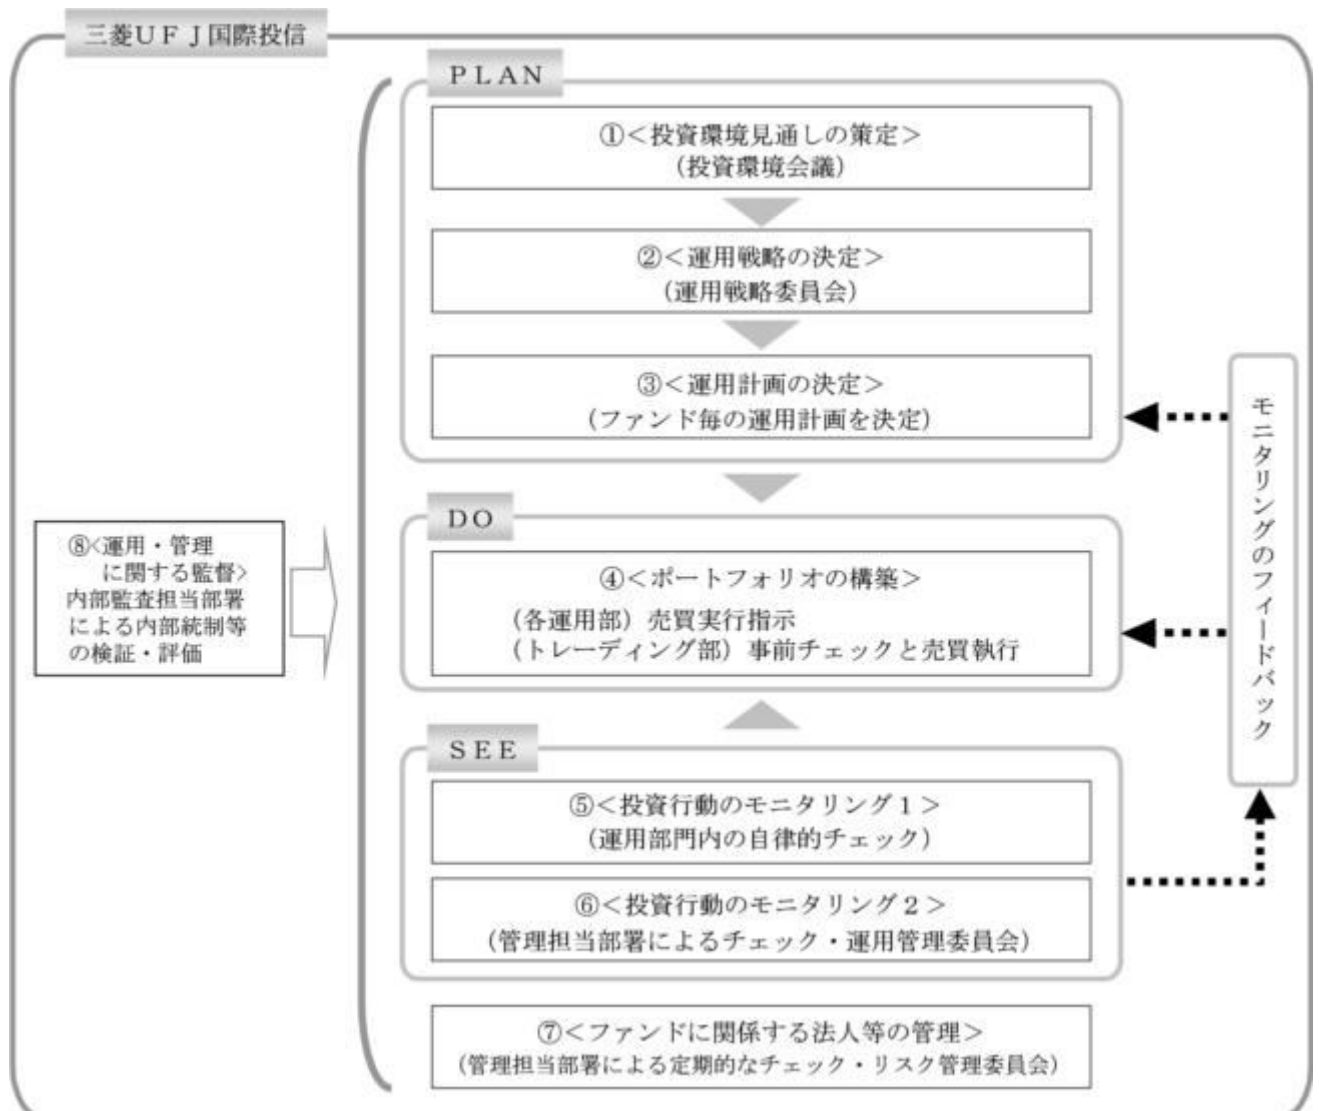 三菱ＵＦＪ国際投信
ＰＬＡＮ
①＜投資環境見通しの策定＞
（投資環境会議）
②＜運用戦略の決定＞
（運用戦略委員会）
③＜運用計画の決定＞
（ファンド毎の運用計画を決定）
ＤＯ
④＜ポートフォリオの構築＞
（各運用部）売買実行指示
（トレーディング部）事前チェックと売買執行
ＳＥＥ
⑤＜投資行動のモニタリング１＞
（運用部門内の自律的チェック）
⑥＜投資行動のモニタリング２＞
（管理担当部署によるチェック・運用管理委員会）
⑦＜ファンドに関係する法人等の管理＞
（管理担当部署による定期的なチェック・リスク管理委員会）
⑧<運用・管理
に関する監督>
内部監査担当部署
による内部統制等
の検証・評価
モニタリングのフィードバック